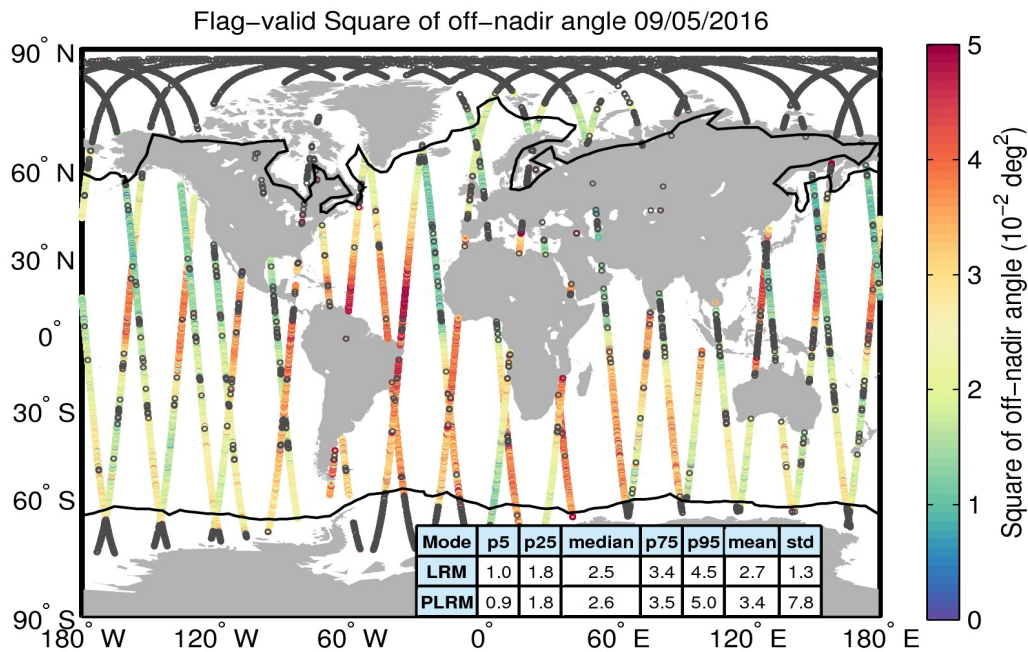 Flag−valid Square of off−nadir angle 09/05/2016
90° N
60° N
30° N
0°
30° S
60° S
90° S
180° W
120° W
60° W
0°
60° E
120° E
180° E
Mode p5 p25 median p75 p95 mean std
LRM 1.0 1.8 2.5 3.4 4.5 2.7 1.3
PLRM 0.9 1.8 2.6 3.5 5.0 3.4 7.8
5
4
3
2
1
0
Square of off−nadir angle (10⁻² deg²)